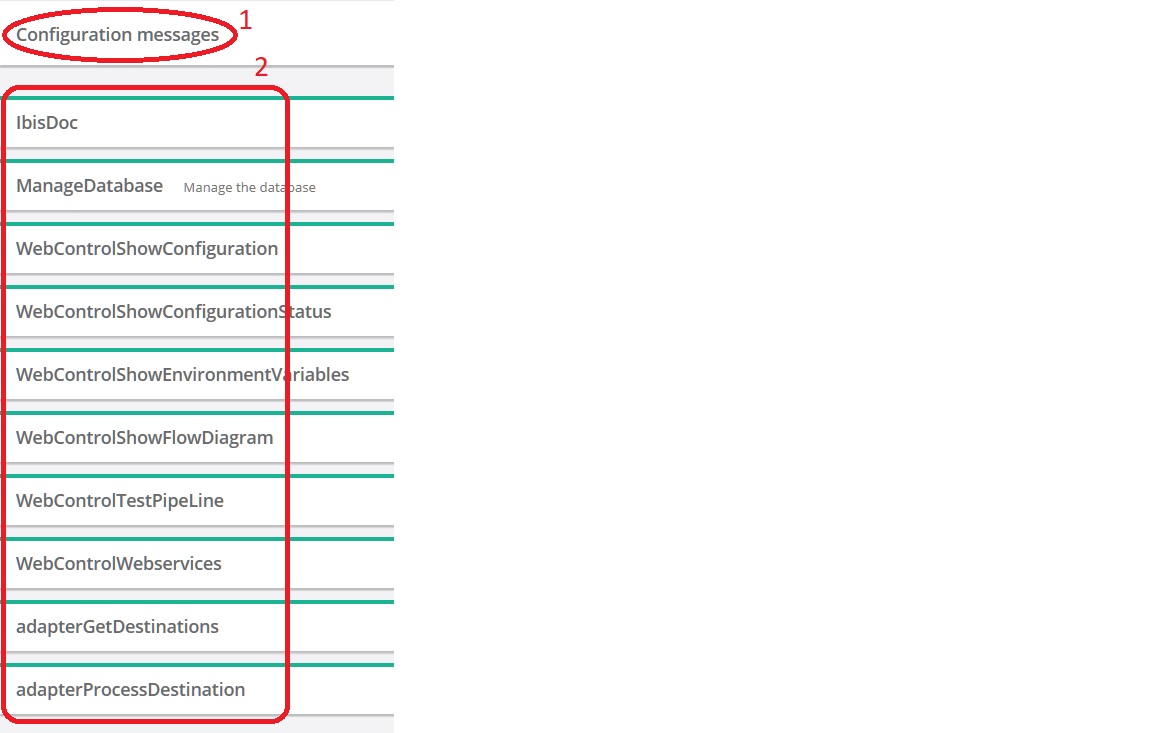 Configuration messages 1
2
IbisDoc
ManageDatabase Manage the database
WebControlShowConfiguration
WebControlShowConfigurationStatus
WebControlShowEnvironmentVariables
WebControlShowFlowDiagram
WebControlTestPipeLine
WebControlWebservices
adapterGetDestinations
adapterProcessDestination